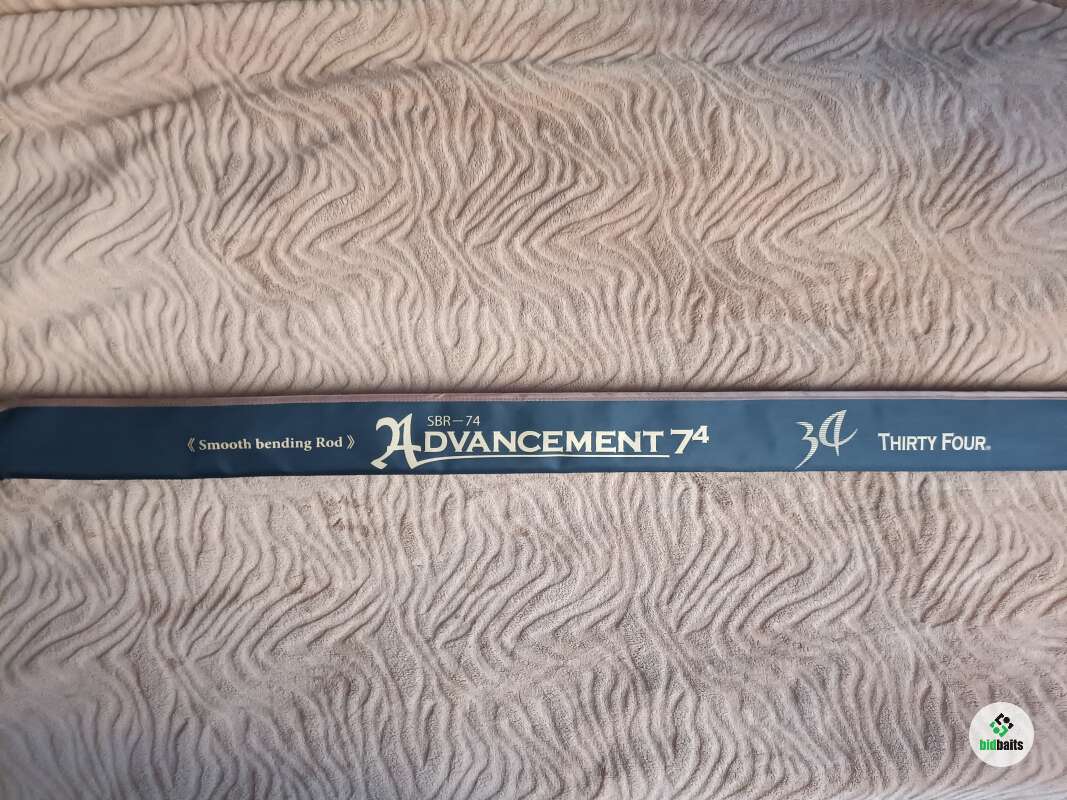 SBR—74
《 Smooth bending Rod 》 ADVANCEMENT 74 34 THIRTY FOUR®
bidbaits